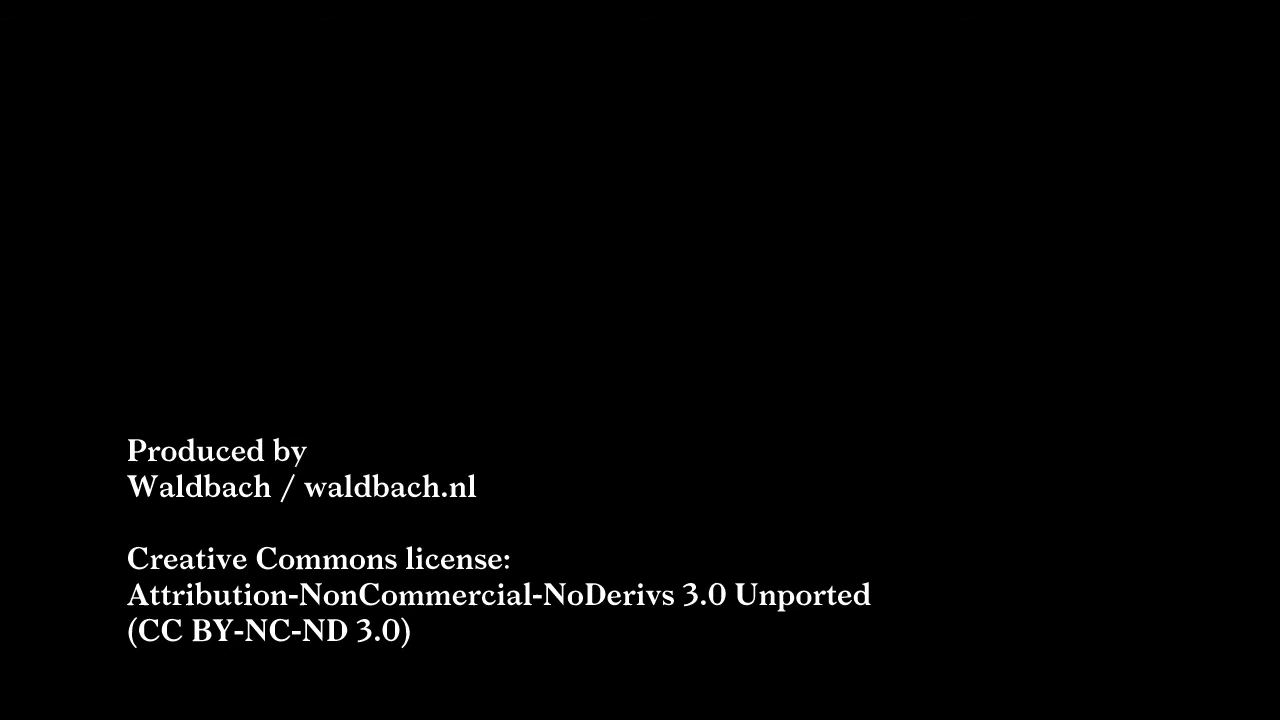 Produced by
Waldbach / waldbach.nl
Creative Commons license:
Attribution-NonCommercial-NoDerivs 3.0 Unported
(CC BY-NC-ND 3.0)